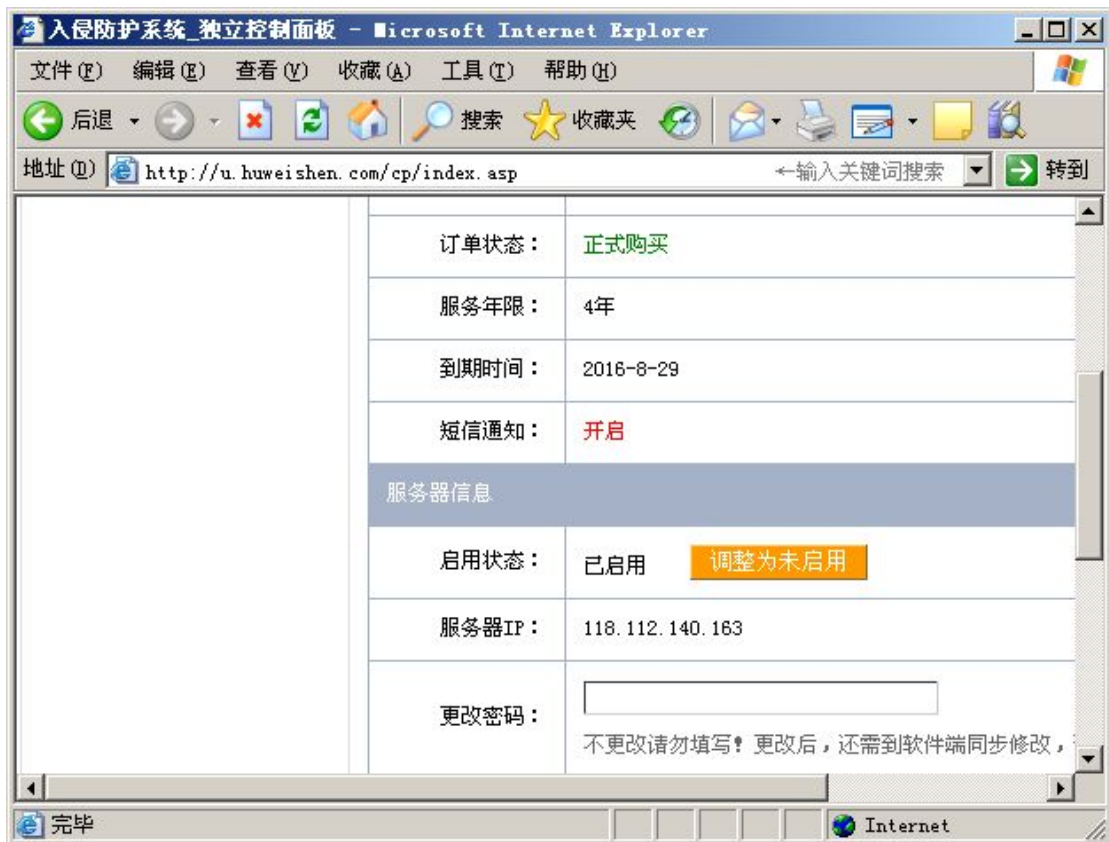 入侵防护系统_独立控制面板 - Microsoft Internet Explorer
文件(F) 编辑(E) 查看(V) 收藏(A) 工具(T) 帮助(H)
后退 搜索 收藏夹
地址(D) http://u.huweishen.com/cp/index.asp ←输入关键词搜索 转到
订单状态： 正式购买
服务年限： 4年
到期时间： 2016-8-29
短信通知： 开启
服务器信息
启用状态： 已启用 调整为未启用
服务器IP： 118.112.140.163
更改密码：
不更改请勿填写！更改后，还需到软件端同步修改，
完毕 Internet